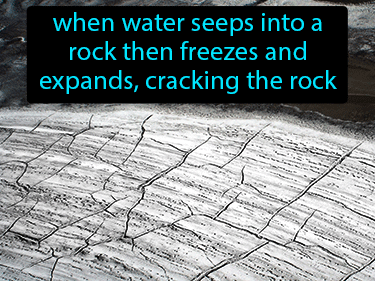 when water seeps into a
rock then freezes and
expands, cracking the rock